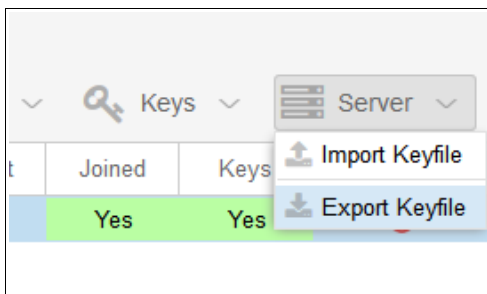 Keys
Server
Import Keyfile
t
Joined
Keys
Export Keyfile
Yes
Yes